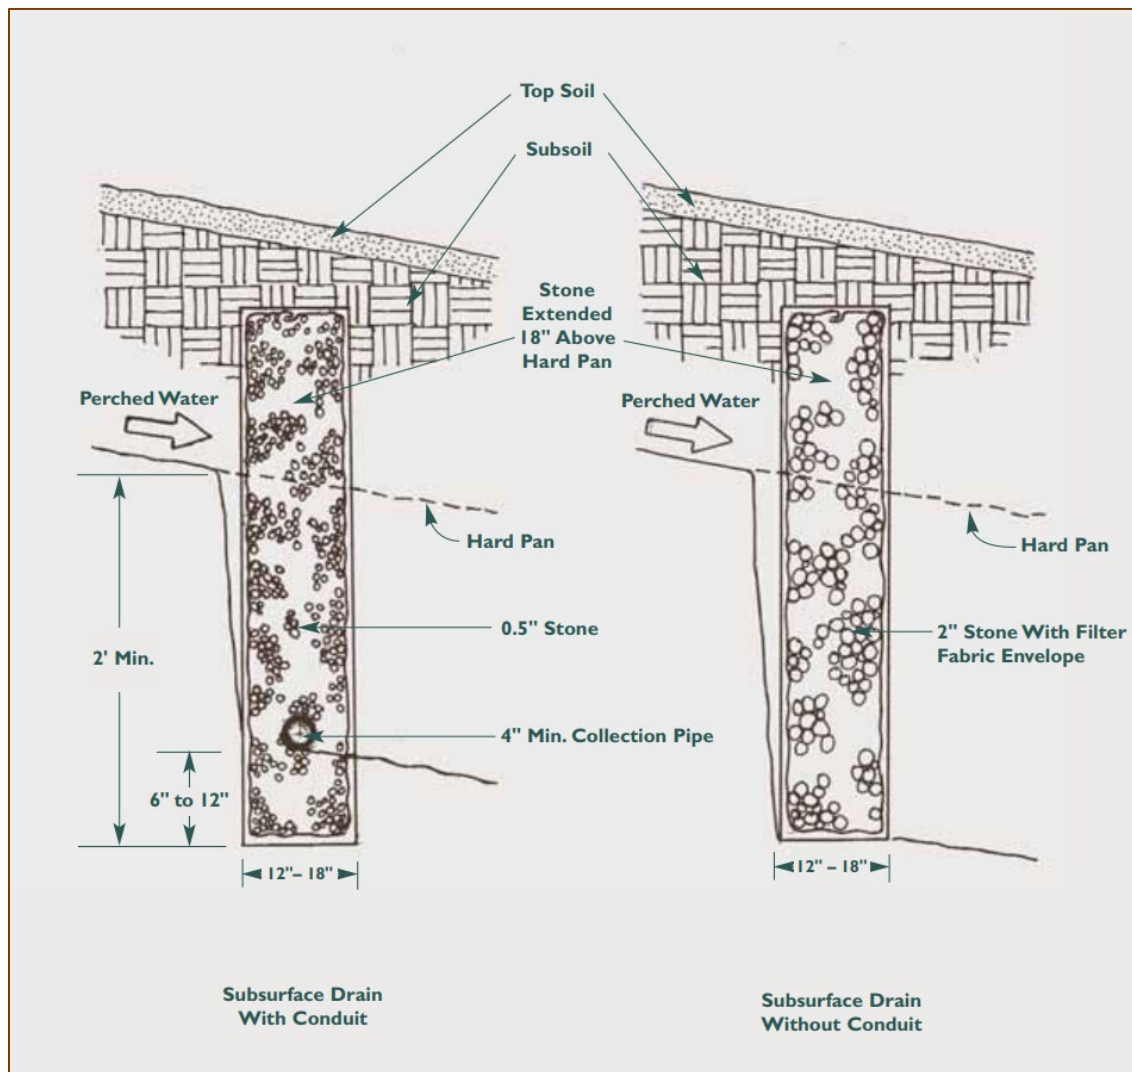 Top Soil
Subsoil
Stone
Extended
18" Above
Hard Pan
Perched Water
Perched Water
Hard Pan
Hard Pan
0.5" Stone
2" Stone With Filter
Fabric Envelope
2' Min.
4" Min. Collection Pipe
6" to 12"
12"– 18"
12" – 18"
Subsurface Drain
With Conduit
Subsurface Drain
Without Conduit